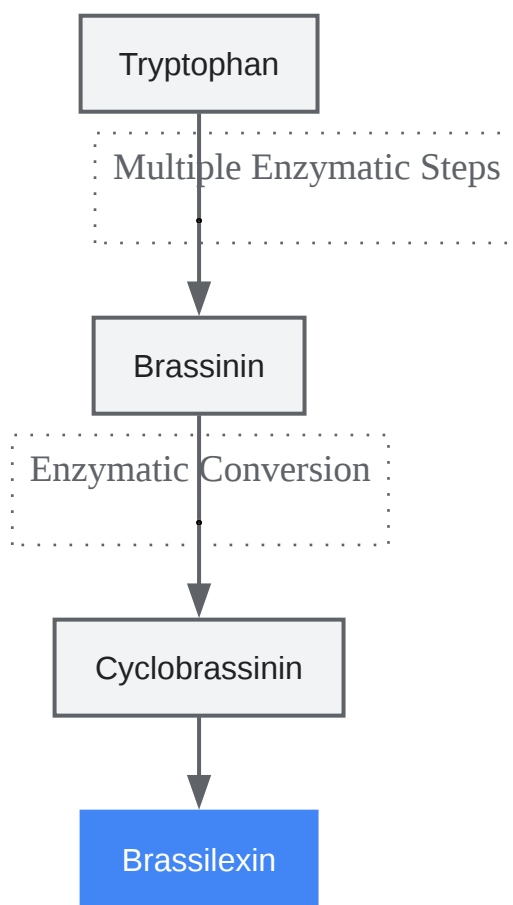 Tryptophan
Multiple Enzymatic Steps
Brassinin
Enzymatic Conversion
Cyclobrassinin
Brassilexin